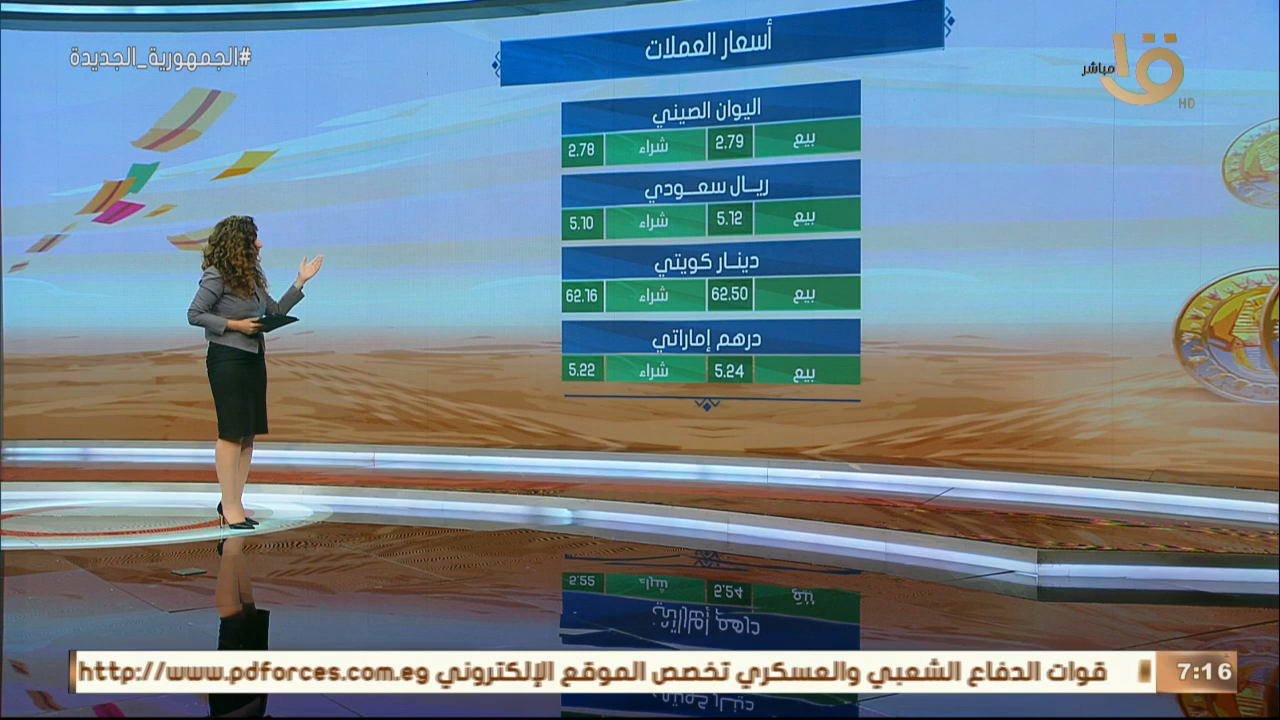 #الجمهورية_الجديدة
مباشر
HD
أسعار العملات
اليوان الصيني
بيع 2.79 شراء 2.78
ريال سعودي
بيع 5.12 شراء 5.10
دينار كويتي
بيع 62.50 شراء 62.16
درهم إماراتي
بيع 5.24 شراء 5.22
7:16 قوات الدفاع الشعبي والعسكري تخصص الموقع الإلكتروني http://www.pdforces.com.eg